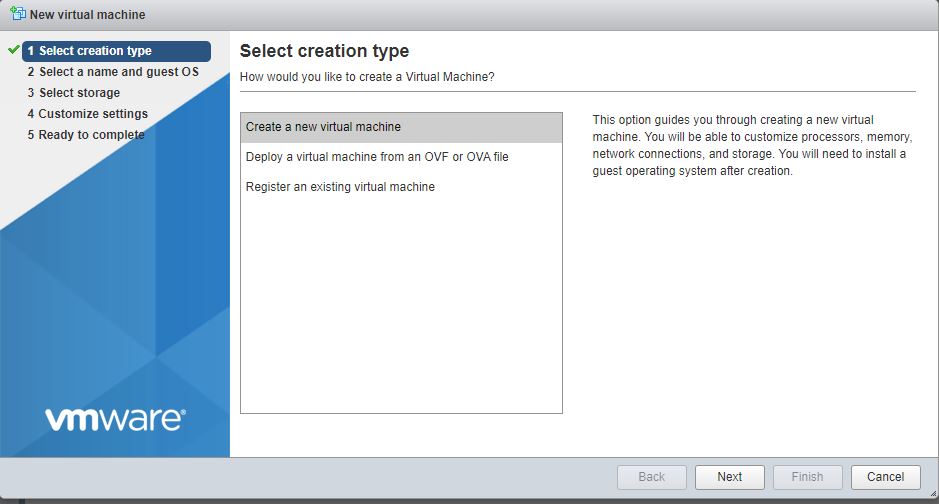 New virtual machine
1 Select creation type
2 Select a name and guest OS
3 Select storage
4 Customize settings
5 Ready to complete
vmware®
Select creation type
How would you like to create a Virtual Machine?
Create a new virtual machine
Deploy a virtual machine from an OVF or OVA file
Register an existing virtual machine
This option guides you through creating a new virtual
machine. You will be able to customize processors, memory,
network connections, and storage. You will need to install a
guest operating system after creation.
Back
Next
Finish
Cancel